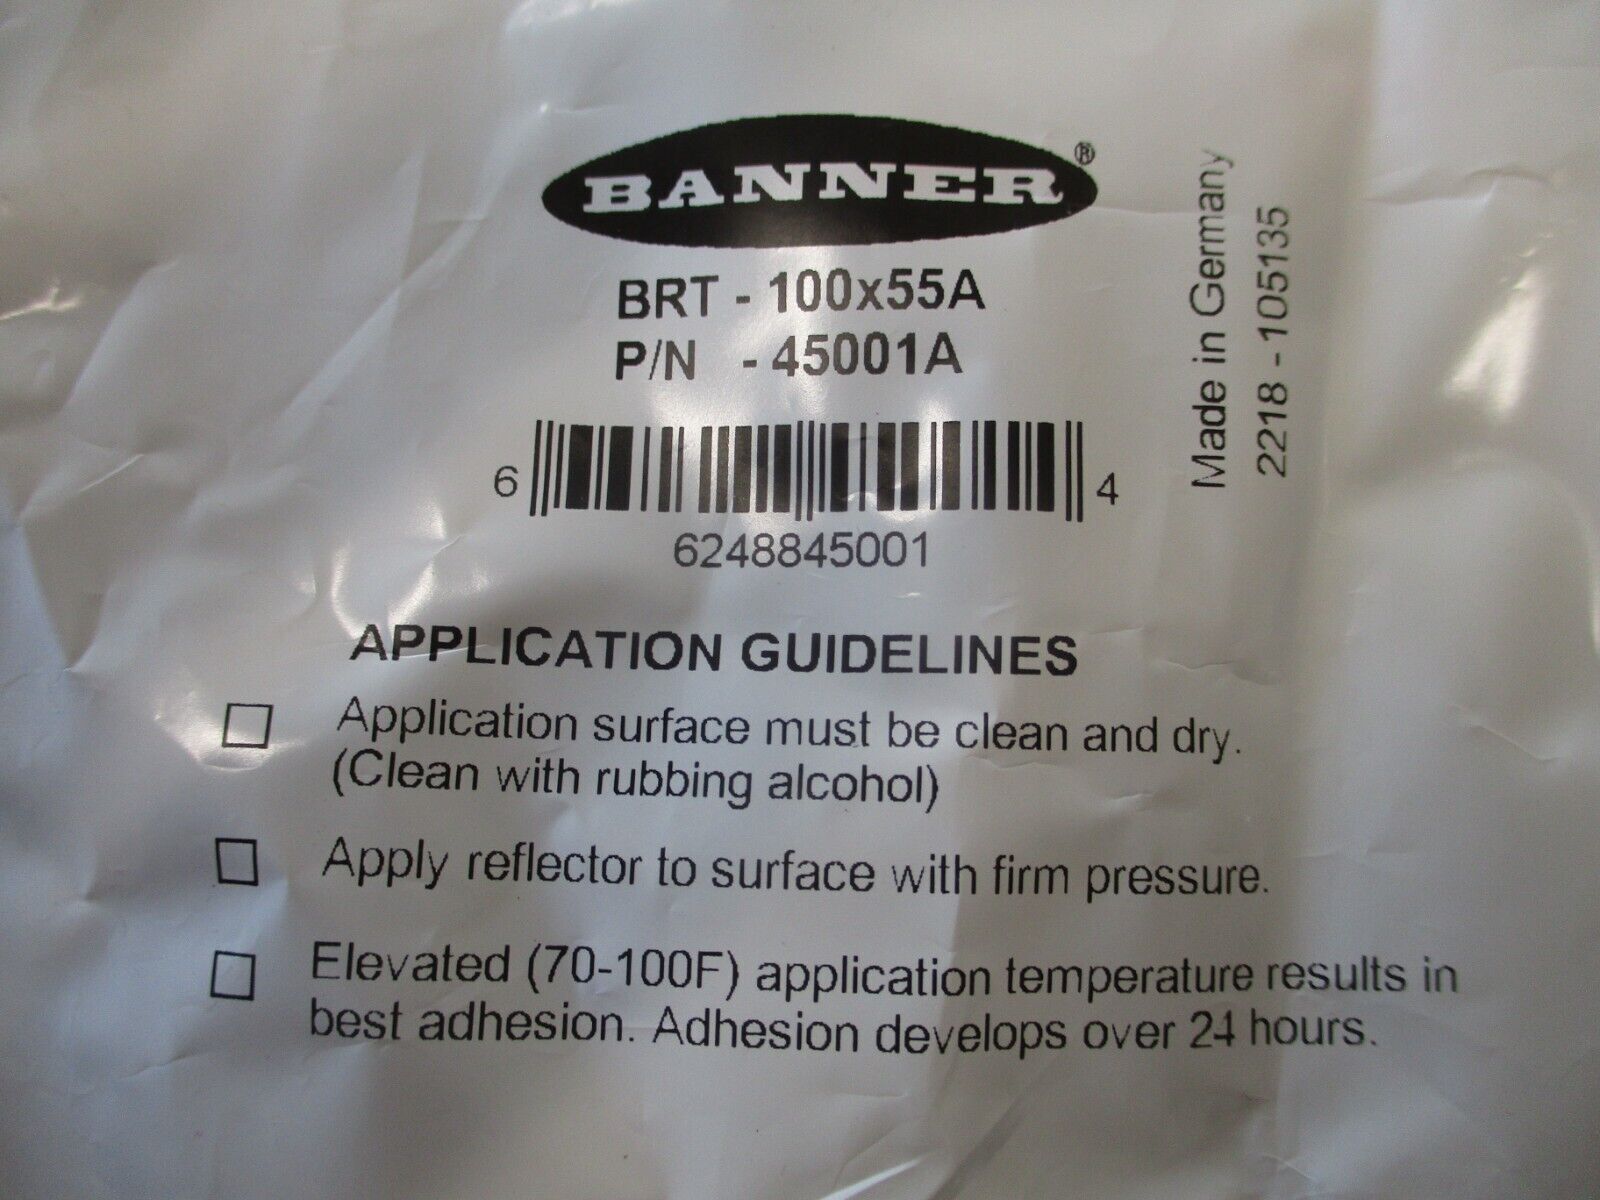 BANNER®
BRT - 100x55A
P/N - 45001A
6 4
6248845001
Made in Germany
2218 - 105135
APPLICATION GUIDELINES
Application surface must be clean and dry.
(Clean with rubbing alcohol)
Apply reflector to surface with firm pressure.
Elevated (70-100F) application temperature results in
best adhesion. Adhesion develops over 24 hours.